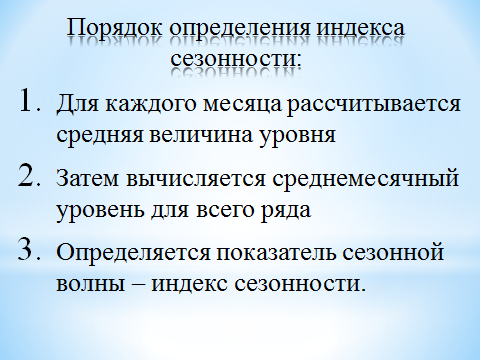 Порядок определения индекса
сезонности:
1. Для каждого месяца рассчитывается
средняя величина уровня
2. Затем вычисляется среднемесячный
уровень для всего ряда
3. Определяется показатель сезонной
волны – индекс сезонности.